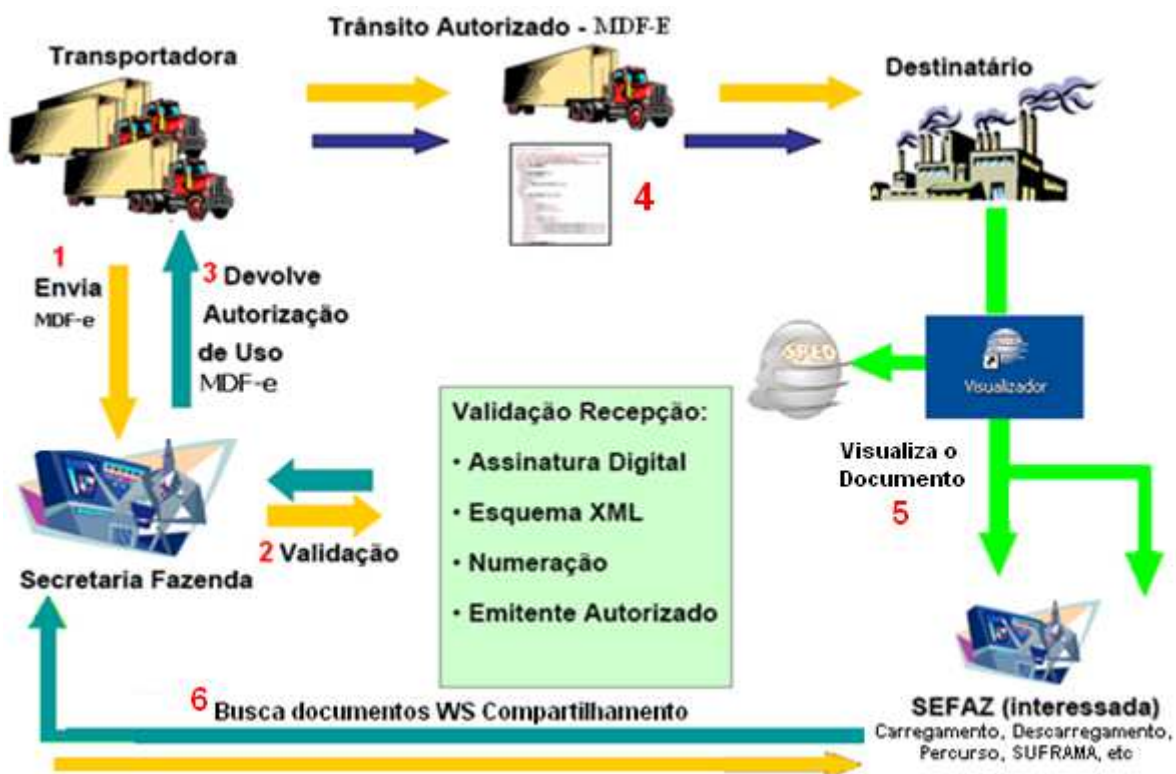 Trânsito Autorizado - MDF-E
Transportadora
Destinatário
4
1
Envia
MDF-e
3 Devolve
Autorização
de Uso
MDF-e
SPED
Visualizador
Validação Recepção:
• Assinatura Digital
• Esquema XML
• Numeração
• Emitente Autorizado
Visualiza o
Documento
5
2 Validação
Secretaria Fazenda
6 Busca documentos WS Compartilhamento
SEFAZ (interessada)
Carregamento, Descarregamento,
Percurso, SUFRAMA, etc